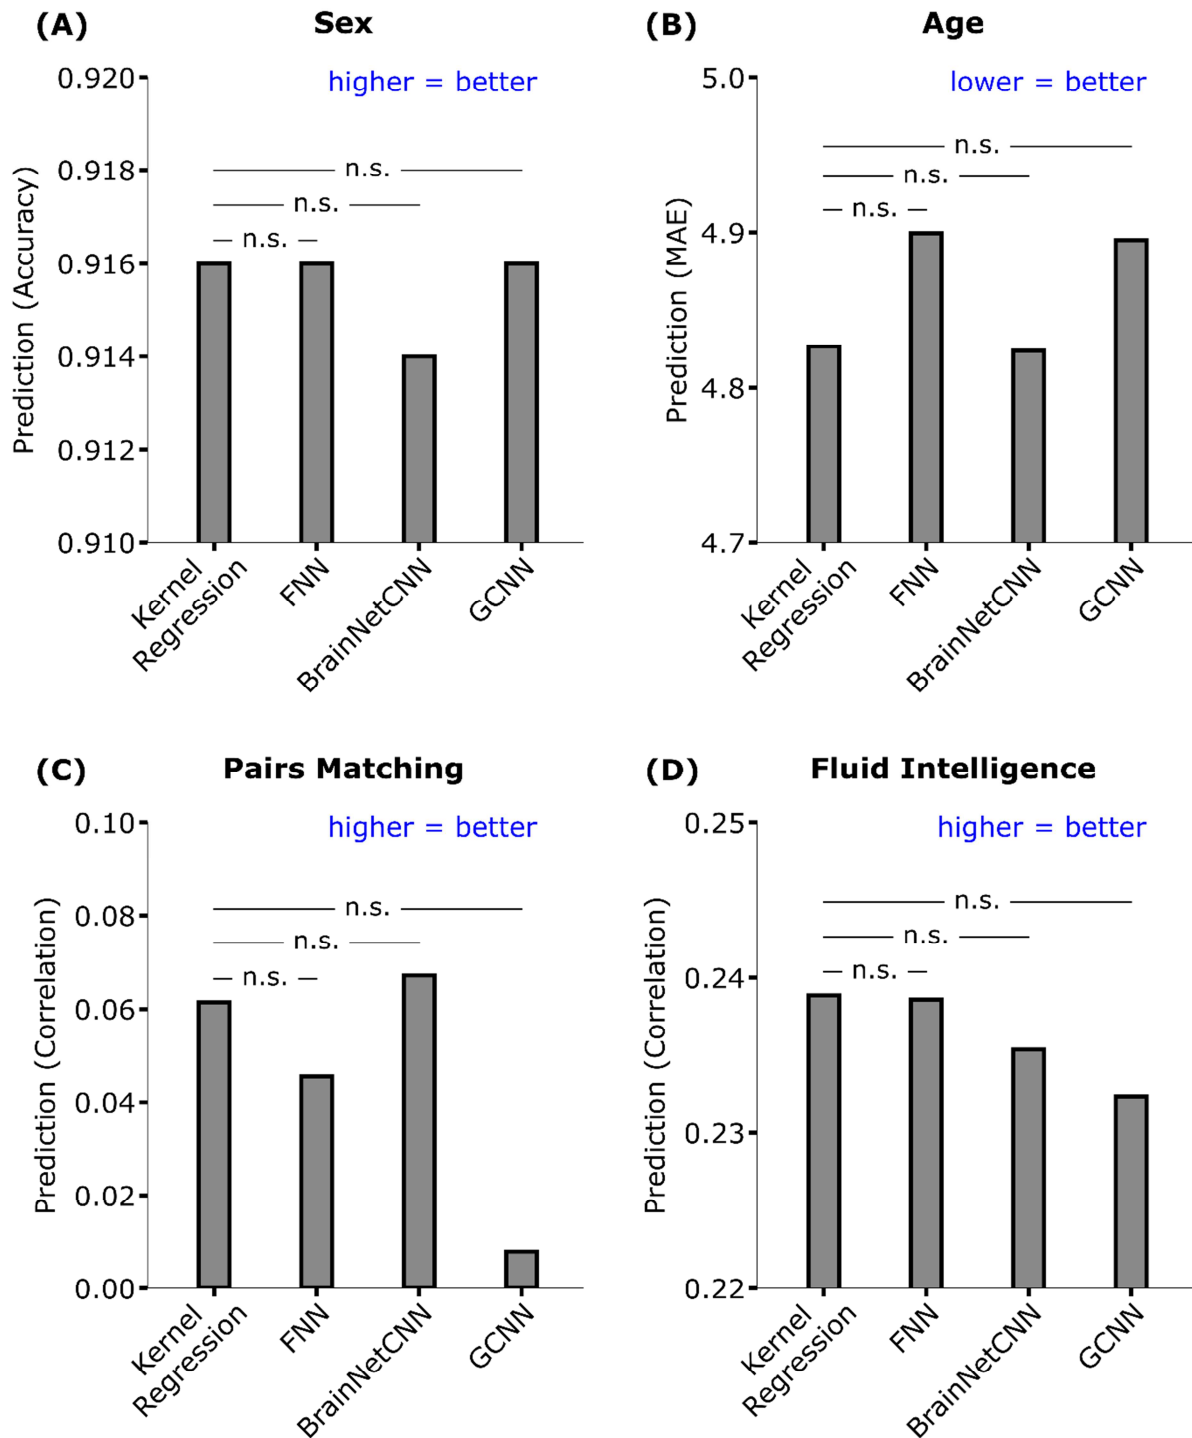 (A) Sex
higher = better
Prediction (Accuracy)
0.920
0.918
0.916
0.914
0.912
0.910
n.s.
n.s.
n.s.
Kernel
Regression
FNN
BrainNetCNN
GCNN
(B) Age
lower = better
Prediction (MAE)
5.0
4.9
4.8
4.7
n.s.
n.s.
n.s.
Kernel
Regression
FNN
BrainNetCNN
GCNN
(C) Pairs Matching
higher = better
Prediction (Correlation)
0.10
0.08
0.06
0.04
0.02
0.00
n.s.
n.s.
n.s.
Kernel
Regression
FNN
BrainNetCNN
GCNN
(D) Fluid Intelligence
higher = better
Prediction (Correlation)
0.25
0.24
0.23
0.22
n.s.
n.s.
n.s.
Kernel
Regression
FNN
BrainNetCNN
GCNN